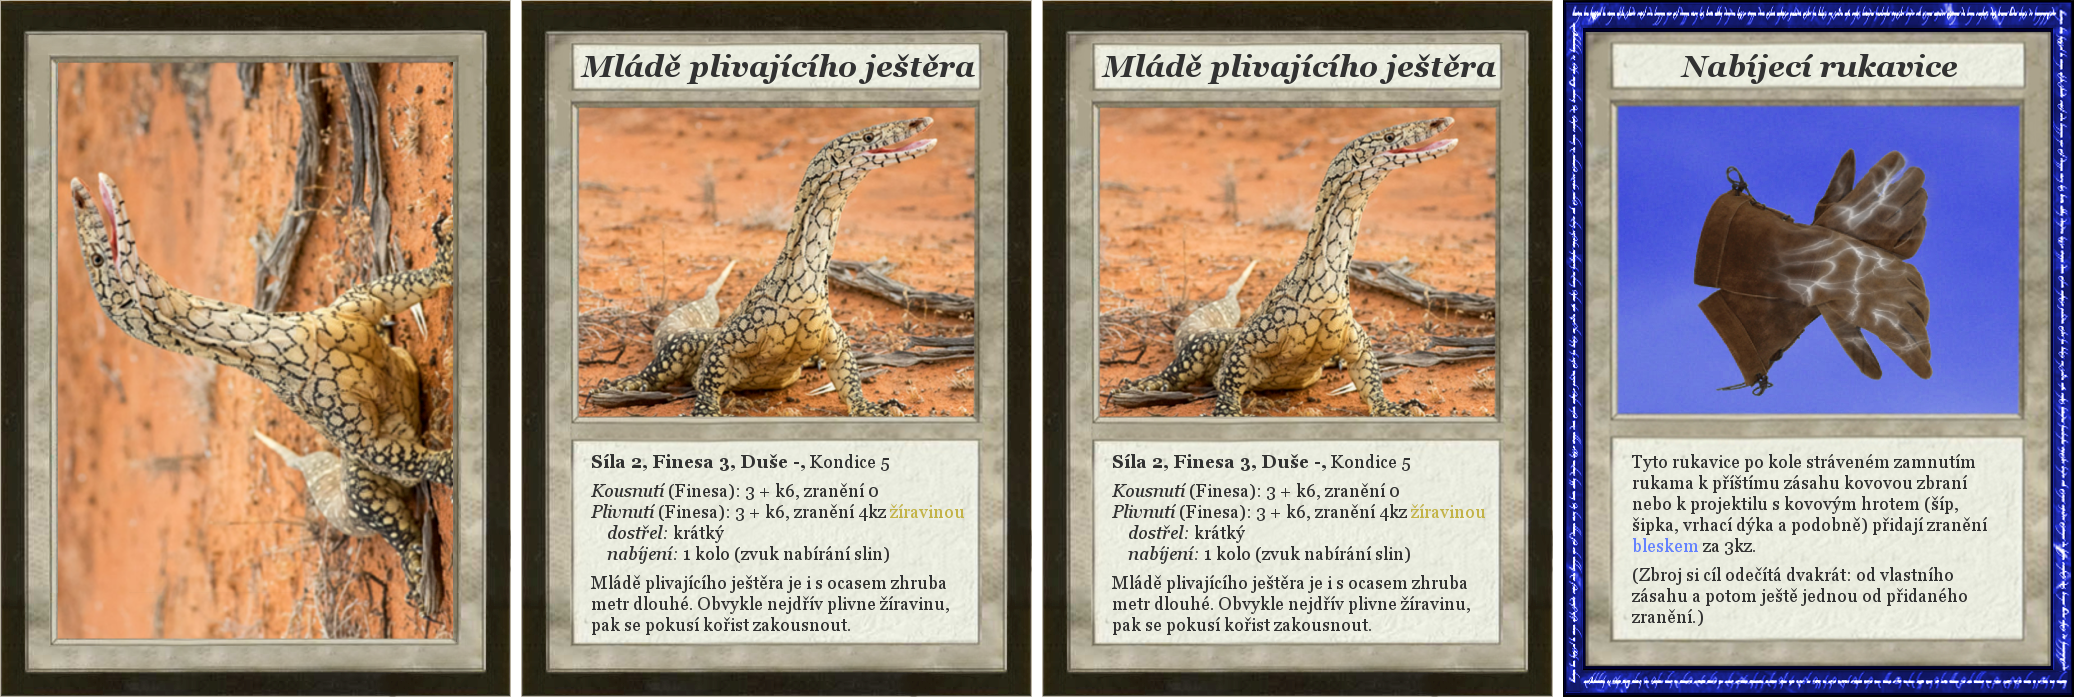 Mládě plivajícího ještěra
Síla 2, Finesa 3, Duše -, Kondice 5
Kousnutí (Finesa): 3 + k6, zranění 0
Plivnutí (Finesa): 3 + k6, zranění 4kz žíravinou
dostřel: krátký
nabíjení: 1 kolo (zvuk nabírání slin)
Mládě plivajícího ještěra je i s ocasem zhruba
metr dlouhé. Obvykle nejdřív plivne žíravinu,
pak se pokusí kořist zakousnout.
Mládě plivajícího ještěra
Síla 2, Finesa 3, Duše -, Kondice 5
Kousnutí (Finesa): 3 + k6, zranění 0
Plivnutí (Finesa): 3 + k6, zranění 4kz žíravinou
dostřel: krátký
nabíjení: 1 kolo (zvuk nabírání slin)
Mládě plivajícího ještěra je i s ocasem zhruba
metr dlouhé. Obvykle nejdřív plivne žíravinu,
pak se pokusí kořist zakousnout.
Nabíjecí rukavice
Tyto rukavice po kole stráveném zamnutím
rukama k příštímu zásahu kovovou zbraní
nebo k projektilu s kovovým hrotem (šíp,
šipka, vrhací dýka a podobně) přidají zranění
bleskem za 3kz.
(Zbroj si cíl odečítá dvakrát: od vlastního
zásahu a potom ještě jednou od přidaného
zranění.)